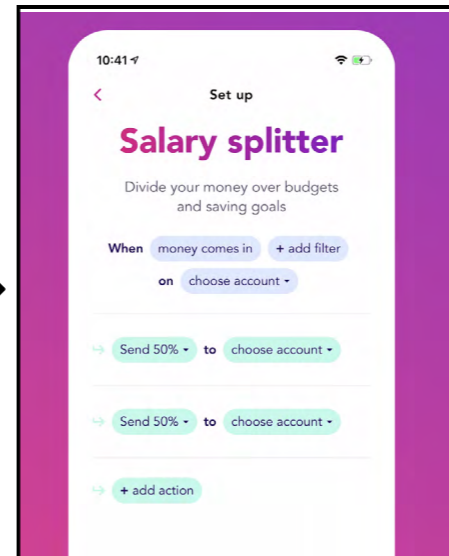 10:41
Set up
Salary splitter
Divide your money over budgets
and saving goals
When money comes in + add filter
on choose account
Send 50% to choose account
Send 50% to choose account
+ add action